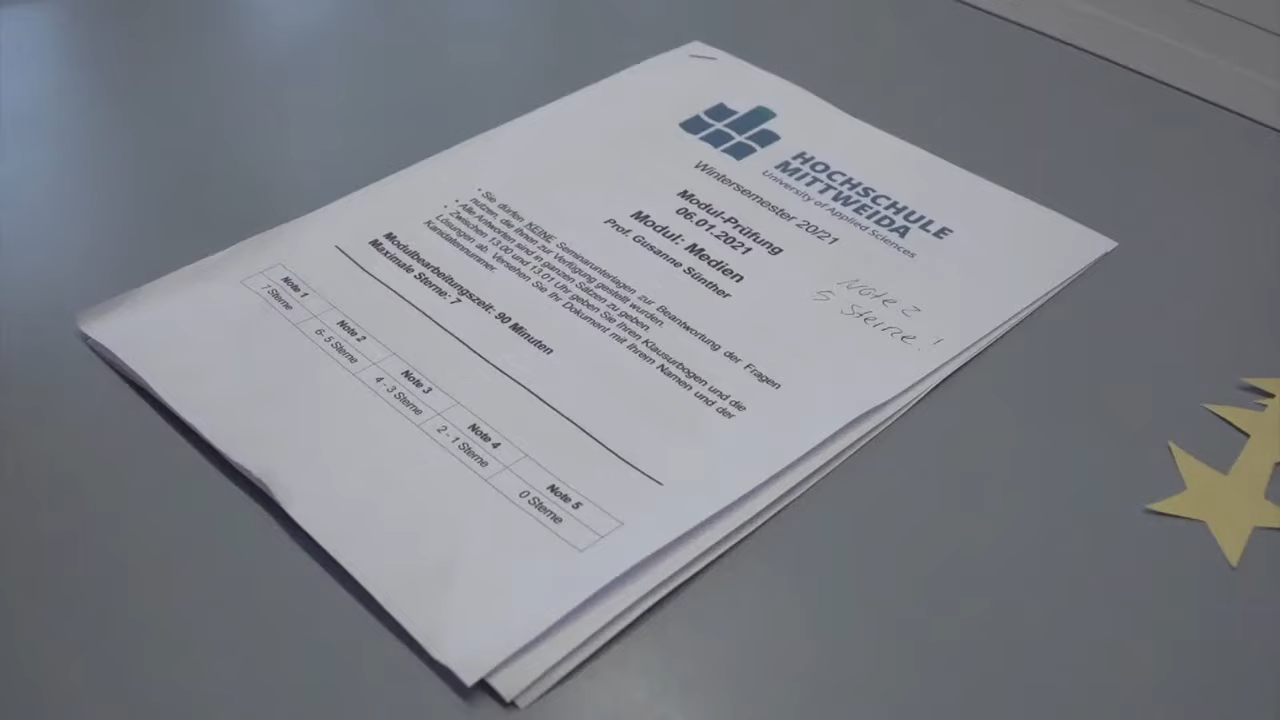 HOCHSCHULE
MITTWEIDA
University of Applied Sciences
Wintersemester 20/21
Modul-Prüfung
06.01.2021
Modul: Medien
Prof. Gusanne Sünther
Note 2
5 Sterne!
• Sie dürfen KEINE Seminarunterlagen zur Beantwortung der Fragen
nutzen, die Ihnen zur Verfügung gestellt wurden.
• Alle Antworten sind in ganzen Sätzen zu geben.
• Zwischen 13.00 und 13.01 Uhr geben Sie Ihren Klausurbogen und die
Lösungen ab. Versehen Sie Ihr Dokument mit Ihrem Namen und der
Kanidatennummer.
Modulbearbeitungszeit: 90 Minuten
Maximale Sterne: 7
Note 1 Note 2 Note 3 Note 4 Note 5
7 Sterne 6-5 Sterne 4 - 3 Sterne 2 - 1 Sterne 0 Sterne